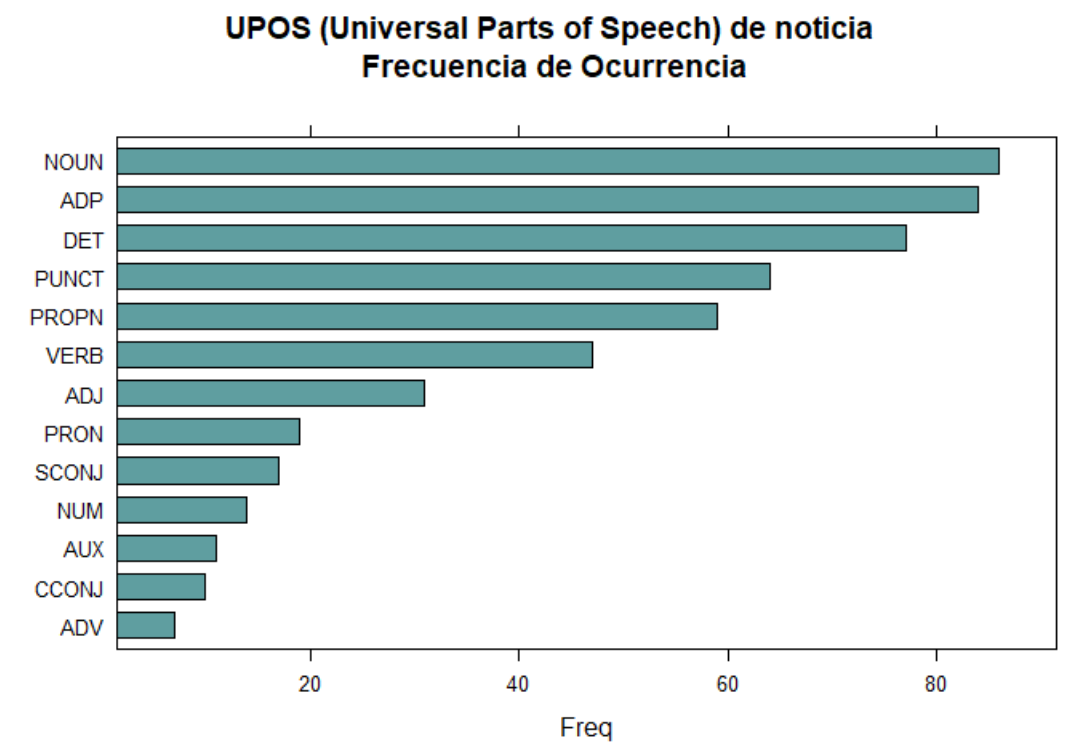 UPOS (Universal Parts of Speech) de noticia
Frecuencia de Ocurrencia
NOUN
ADP
DET
PUNCT
PROPN
VERB
ADJ
PRON
SCONJ
NUM
AUX
CCONJ
ADV
20 40 60 80
Freq